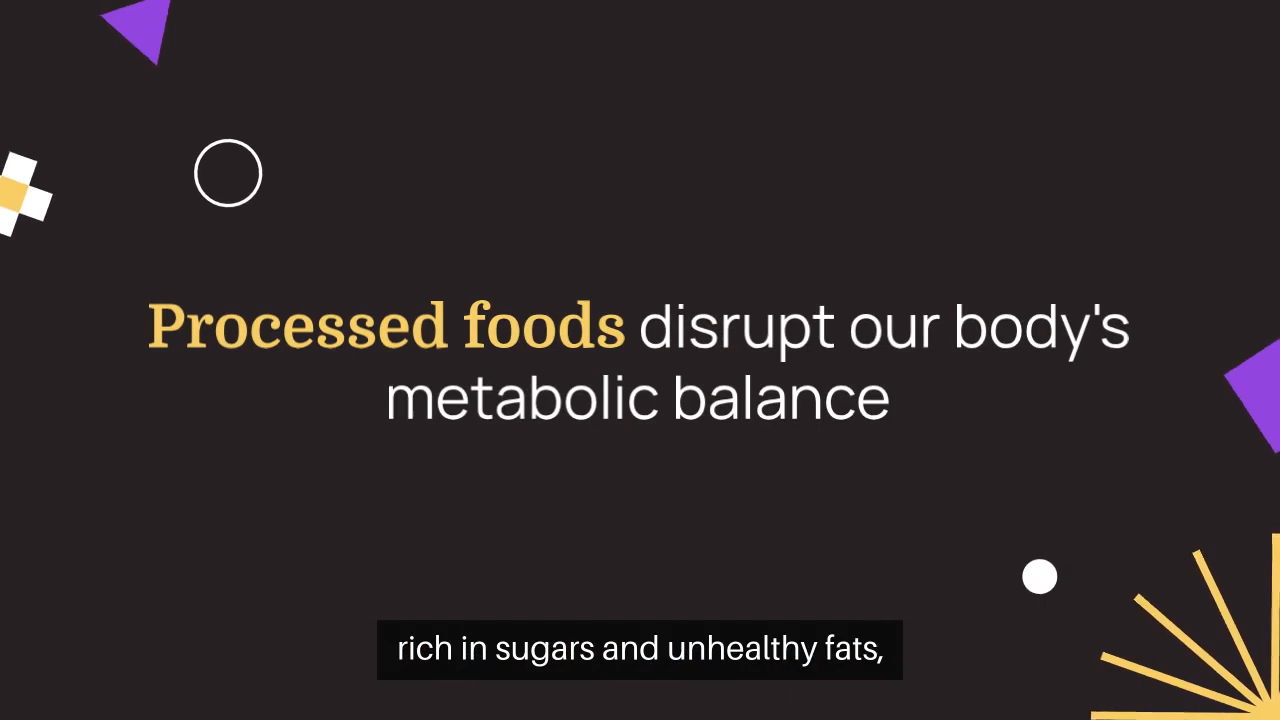 Processed foods disrupt our body's
metabolic balance
rich in sugars and unhealthy fats,